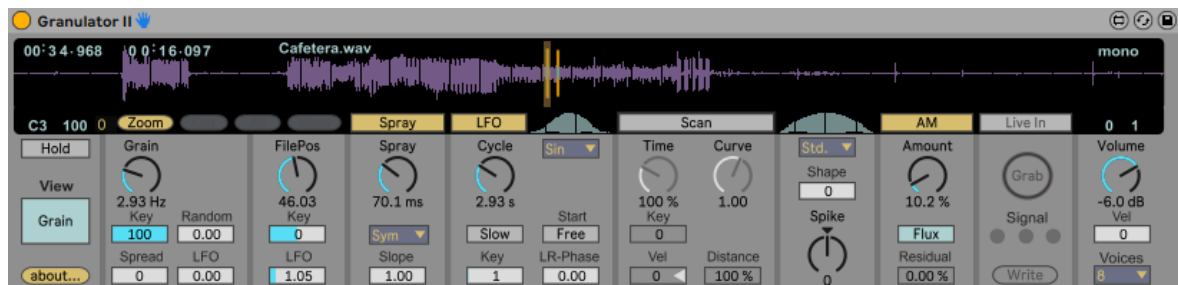 Granulator II
00:34.968 00:16.097 Cafetera.wav mono
C3 100 0 Zoom Spray LFO Scan AM Live In 0 1
Hold Grain FilePos Spray Cycle Sin Time Curve Std. Amount Volume
Shape Grab
View 2.93 Hz 46.03 70.1 ms 2.93 s 100 % 1.00 0 10.2 % -6.0 dB
Grain Key Random Key Start Key Spike Signal Vel
100 0.00 0 Sym Slow Free 0 Flux 0
Spread LFO LFO Slope Key LR-Phase Vel Distance Residual Voices
about... 0 0.00 1.05 1.00 1 0.00 0 100 % 0 0.00 % Write 8